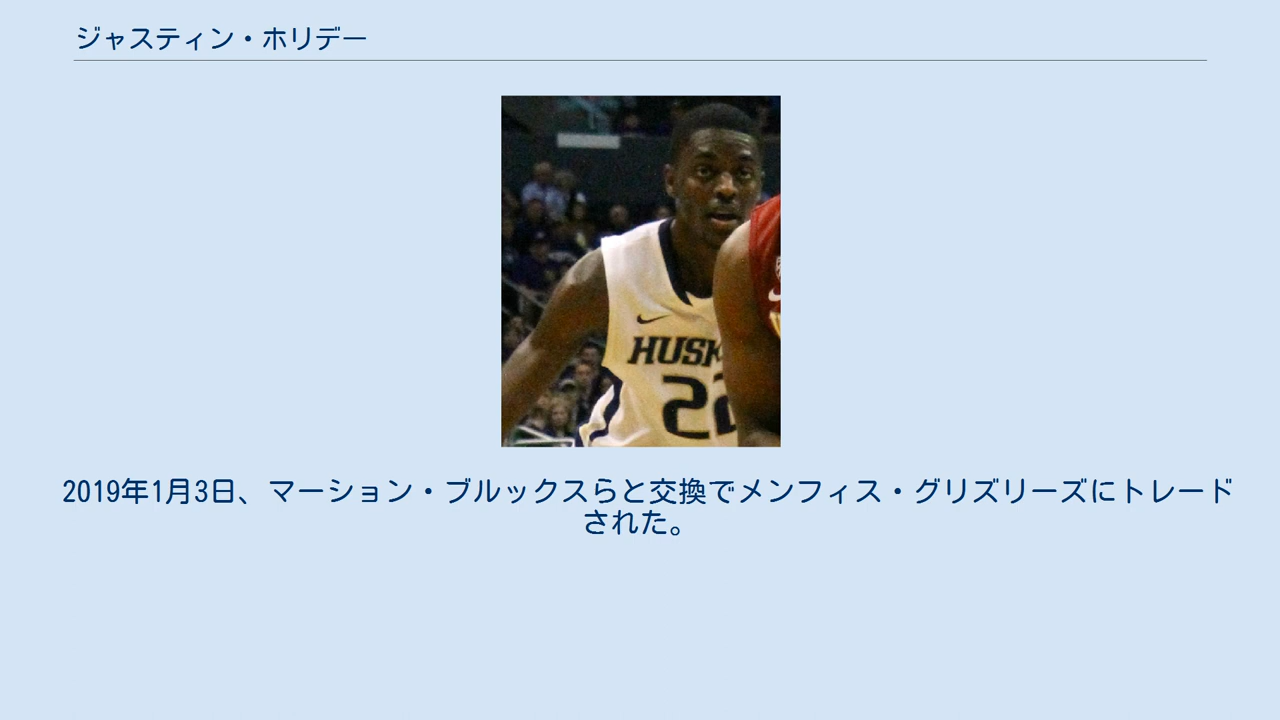 ジャスティン・ホリデー
HUSK
22
2019年1月3日、マーション・ブルックスらと交換でメンフィス・グリズリーズにトレード
された。